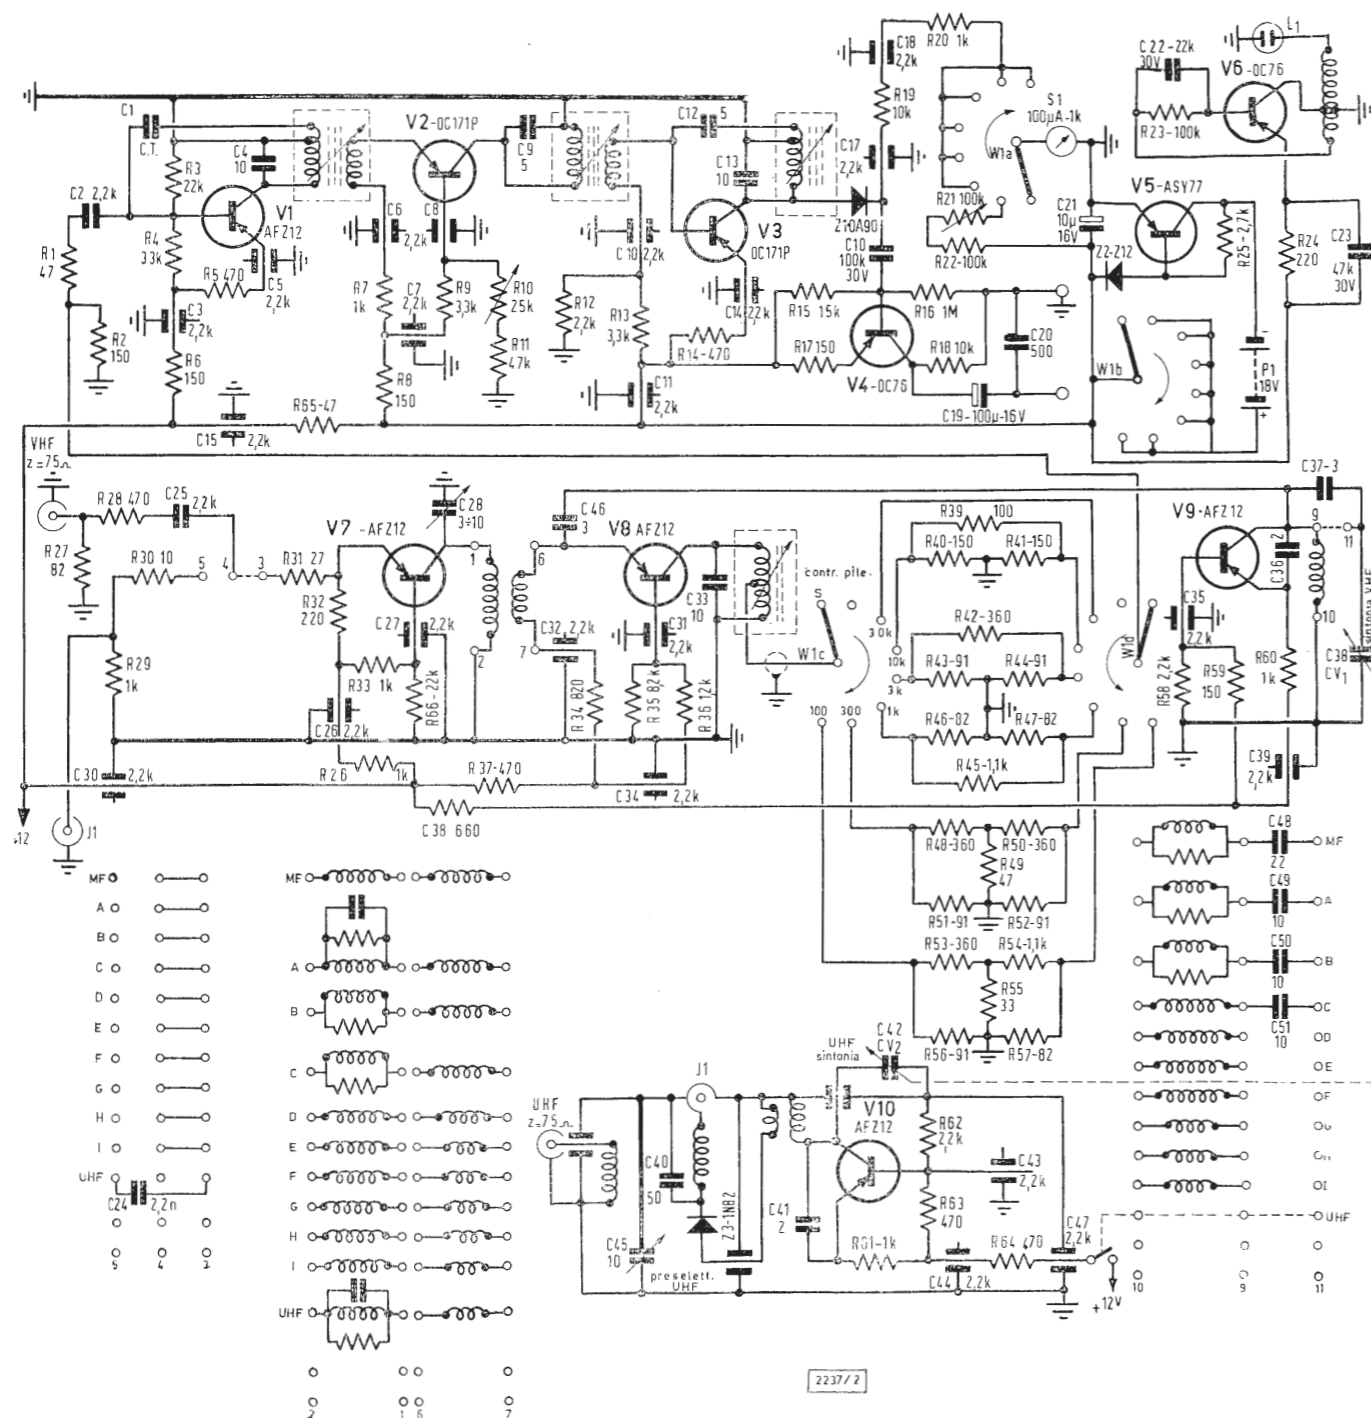 C1
C.T.
C2 2,2k
R1
47
R2
150
R3
22k
R4
33k
C4
10
V1
AFZ12
R5 470
C5
2,2k
C3
2,2k
R6
150
C15
2,2k
R65-47
V2-OC171P
C6
2,2k
C8
R7
1k
C7
2,2k
R8
150
R9
3,3k
R10
25k
R11
47k
C9
5
C10
2,2k
R12
2,2k
R13
3,3k
C11
2,2k
C12
5
C13
10
V3
OC171P
C14
2,2k
R14-470
C17
2,2k
Z1·OA90
C18
2,2k
R19
10k
R20 1k
C10
100k
30V
R15 15k
R16 1M
R17 150
R18 10k
V4-OC76
C19-100µ-16V
C20
500
S1
100µA-1k
W1a
R21 100k
R22-100k
C21
10µ
16V
Z2-Z12
V5-ASY77
R25-2,7k
W1b
P1
18V
-
+
C22-22k
30V
R23-100k
V6-OC76
L1
R24
220
C23
47k
30V
VHF
z=75Ω
R28 470
C25
2,2k
R27
82
R30 10
5
4
3
R31 27
R29
1k
C30
2,2k
J1
V7-AFZ12
R32
220
C27
2,2k
R33 1k
R66-22k
C26 2,2k
R26
1k
C28
3÷10
1
2
6
7
C46
3
C32 2,2k
R34 820
R37-470
C38 660
V8 AFZ12
C31
2,2k
R35 82k
R36 12k
C34
2,2k
C33
10
contr. pile.
S
W1c
30k
10k
3k
1k
100
300
R39
100
R40-150
R41-150
R42-360
R43-91
R44-91
R46-82
R47-82
R45-1,1k
R48-360
R50-360
R49
47
R51-91
R52-91
R53-360
R54-1,1k
R55
33
R56-91
R57-82
W1d
V9-AFZ12
C35
2,2k
R58 2,2k
R59
150
R60
1k
C36
2
C37-3
9
11
10
C38
CV1
sintonia VHF
C39
2,2k
MF
A
B
C
D
E
F
G
H
I
UHF
C24
2,2n
MF
A
B
C
D
E
F
G
H
I
UHF
2
1
6
7
C48
22
MF
C49
10
A
C50
10
B
C
C51
10
D
E
F
G
I
UHF
10
9
11
UHF
z=75Ω
C45
10
preselett.
UHF
C40
50
J1
Z3-1N82
UHF
sintonia
C42
CV2
V10
AFZ12
C41
2
R61-1k
R62
2,2k
R63
470
C43
2,2k
C44
2,2k
R64 470
C47
2,2k
+12V
2237/2